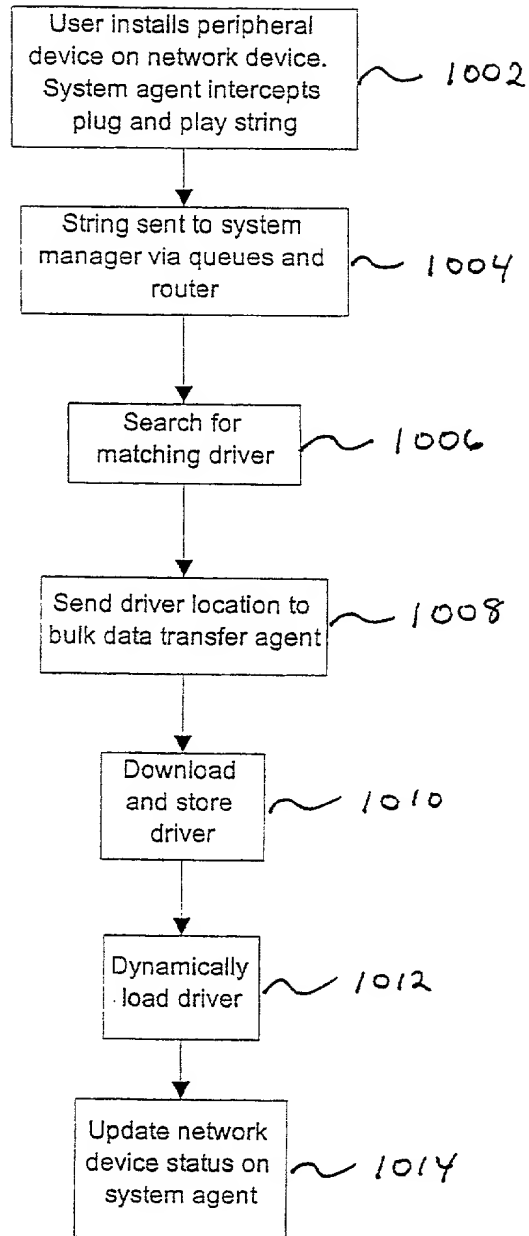 User installs peripheral
device on network device.
System agent intercepts
plug and play string
1002
String sent to system
manager via queues and
router
1004
Search for
matching driver
1006
Send driver location to
bulk data transfer agent
1008
Download
and store
driver
1010
Dynamically
load driver
1012
Update network
device status on
system agent
1014